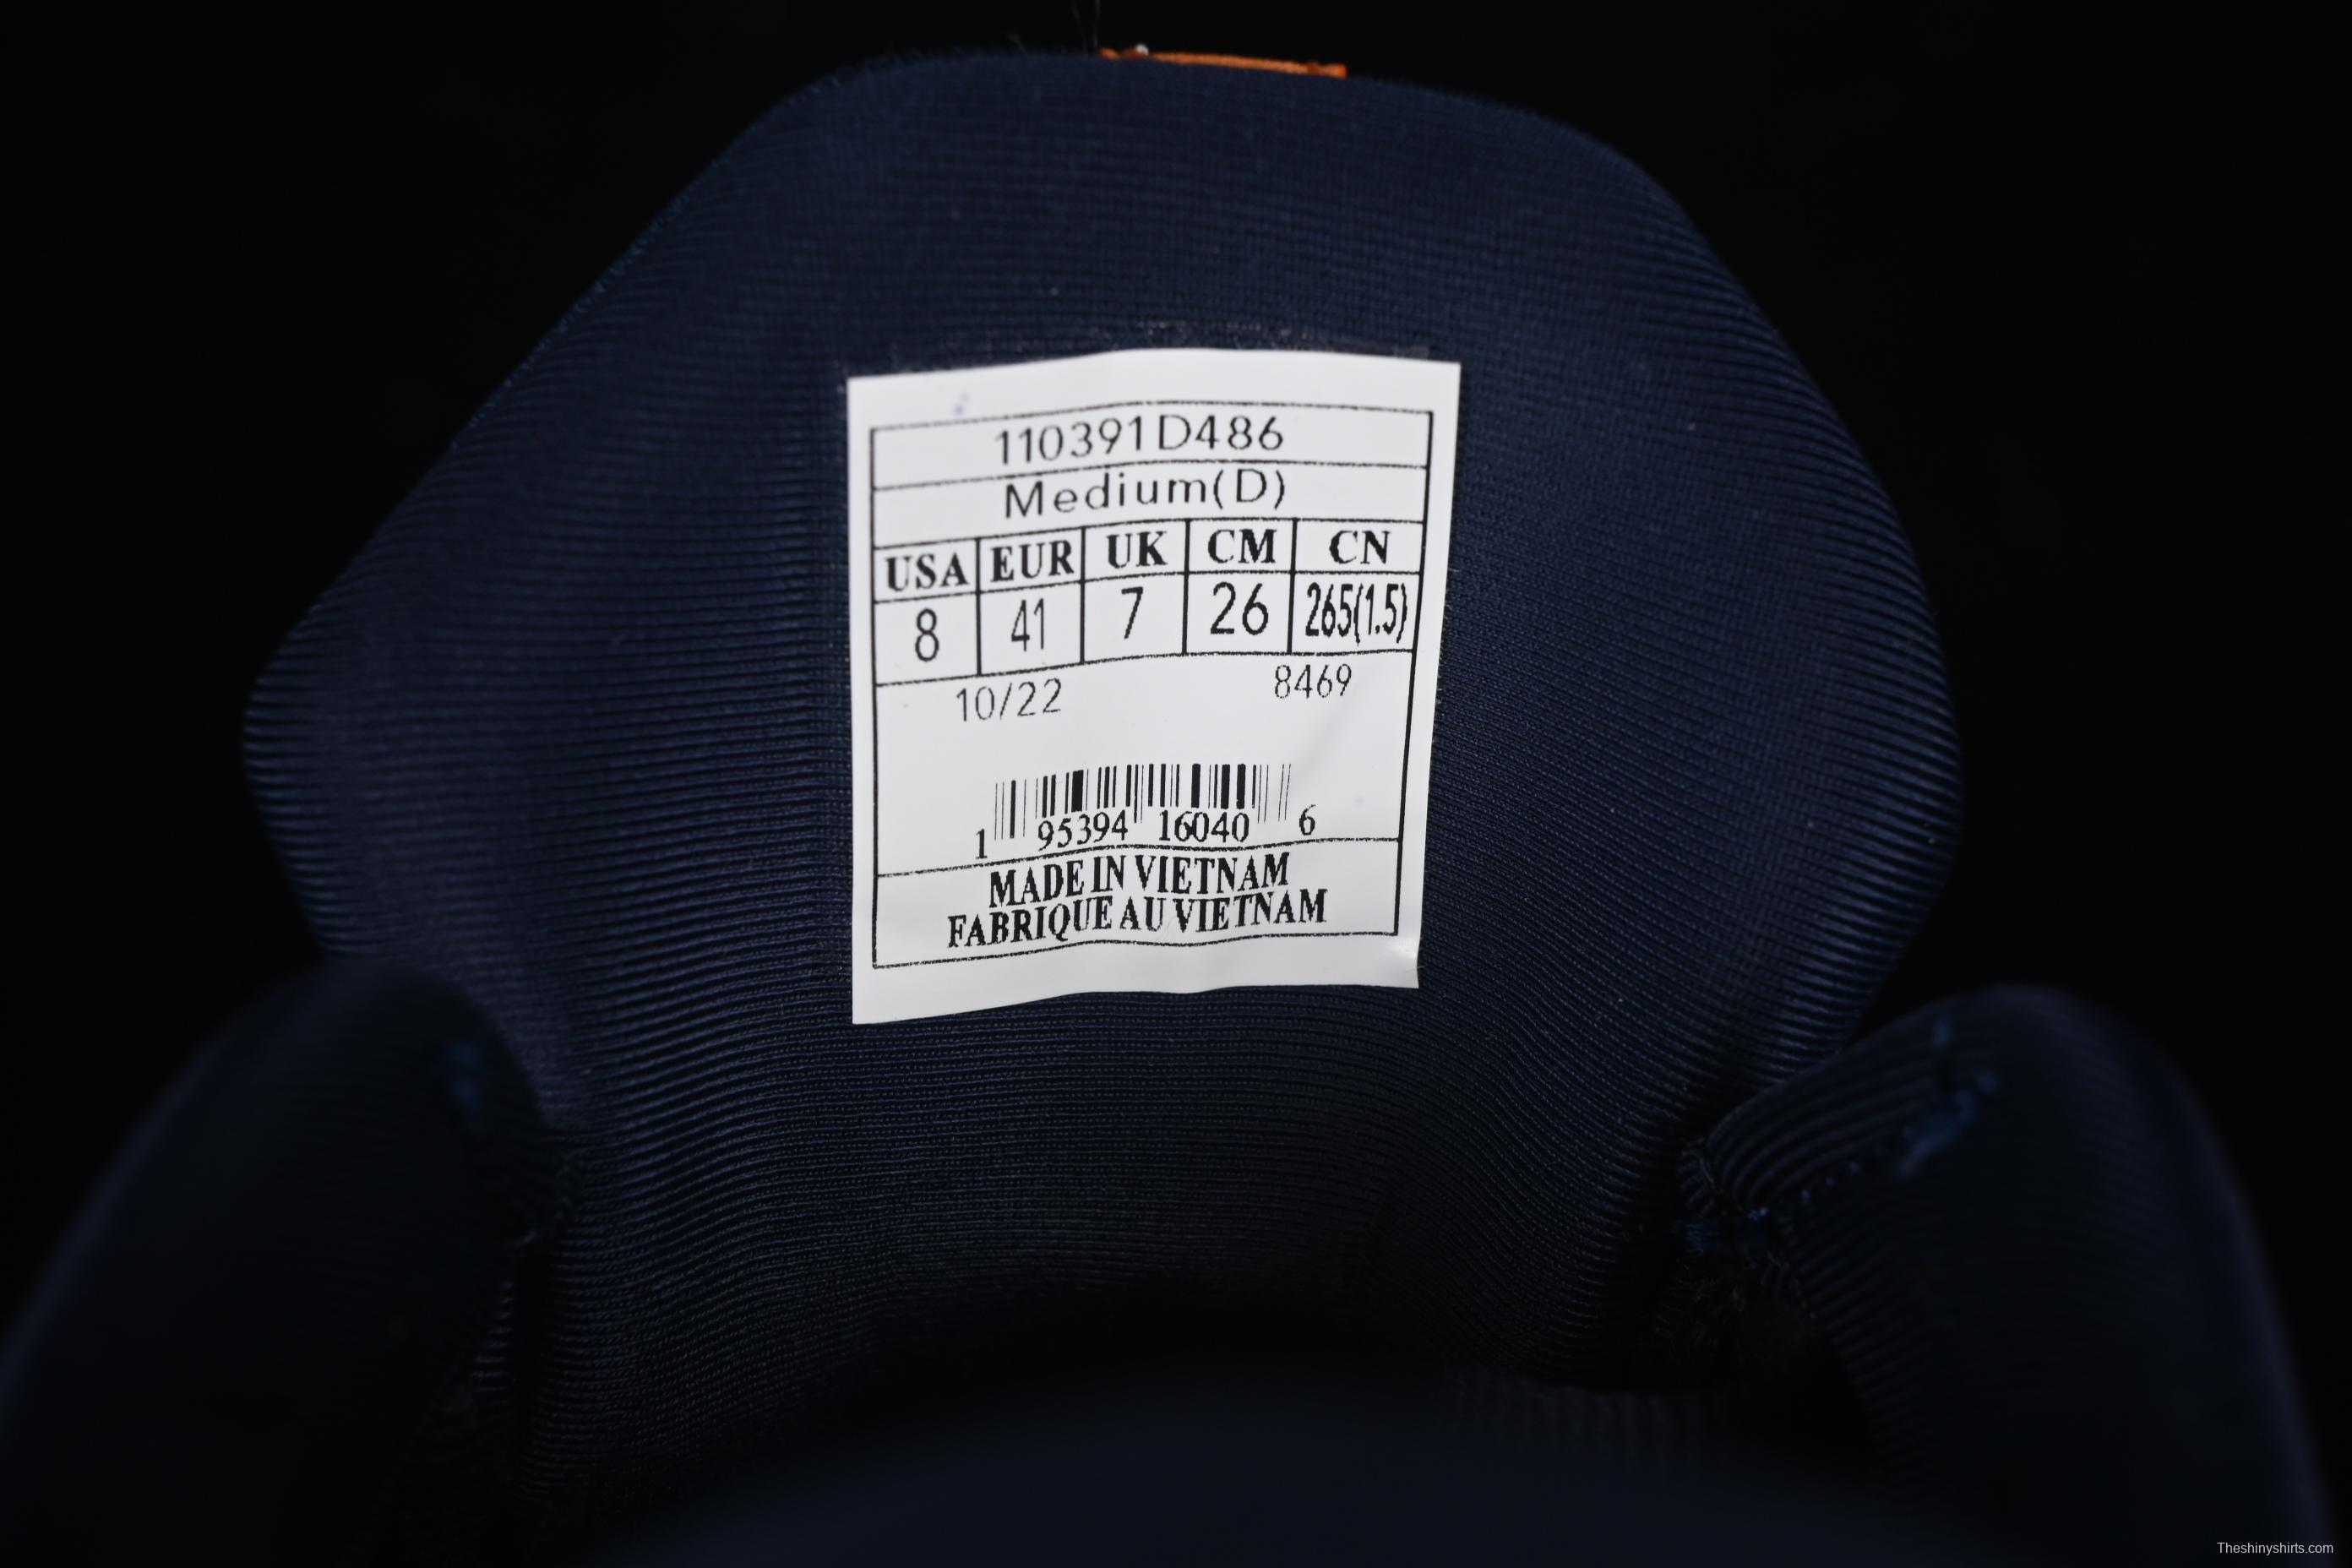 110391D486
Medium(D)
USA EUR UK CM CN
8 41 7 26 265(1.5)
10/22 8469
1 95394 16040 6
MADE IN VIETNAM
FABRIQUE AU VIETNAM
Theshinyshirts.com